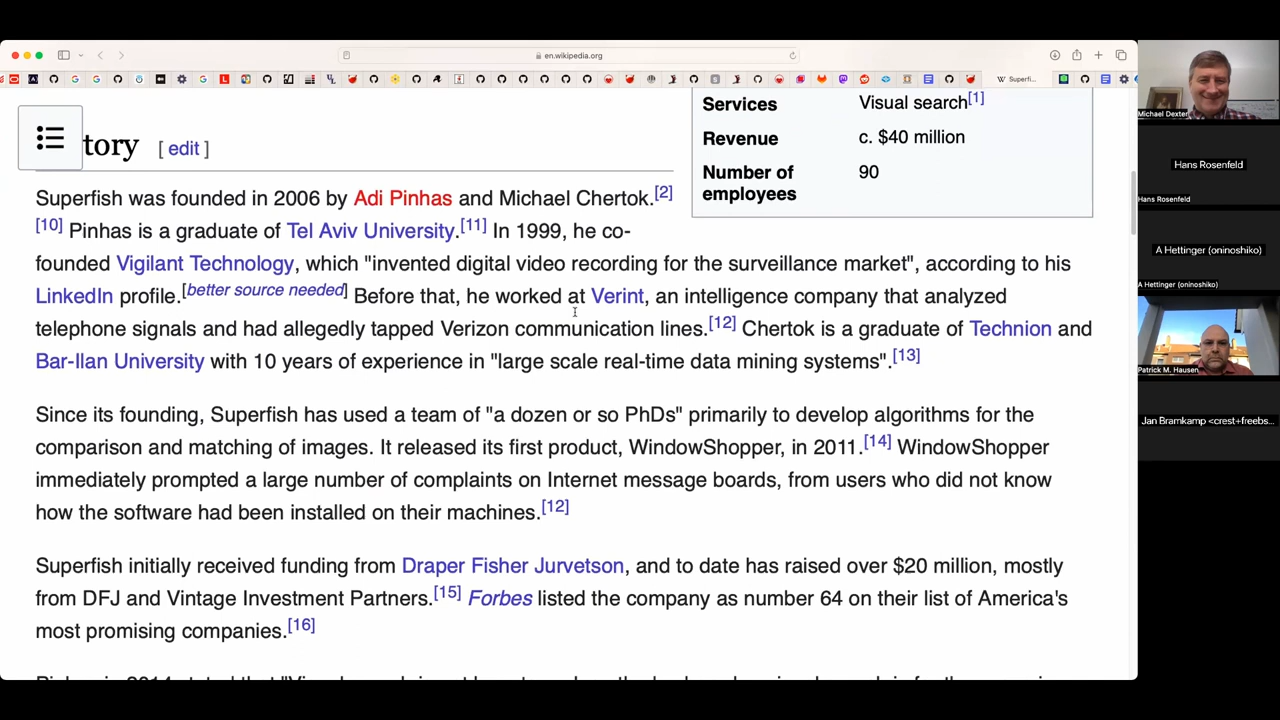 en.wikipedia.org
Superfi...
tory [ edit ]
Services Visual search[1]
Revenue c. $40 million
Number of employees 90
Superfish was founded in 2006 by Adi Pinhas and Michael Chertok.[2]
[10] Pinhas is a graduate of Tel Aviv University.[11] In 1999, he co-
founded Vigilant Technology, which "invented digital video recording for the surveillance market", according to his
LinkedIn profile.[better source needed] Before that, he worked at Verint, an intelligence company that analyzed
telephone signals and had allegedly tapped Verizon communication lines.[12] Chertok is a graduate of Technion and
Bar-Ilan University with 10 years of experience in "large scale real-time data mining systems".[13]
Since its founding, Superfish has used a team of "a dozen or so PhDs" primarily to develop algorithms for the
comparison and matching of images. It released its first product, WindowShopper, in 2011.[14] WindowShopper
immediately prompted a large number of complaints on Internet message boards, from users who did not know
how the software had been installed on their machines.[12]
Superfish initially received funding from Draper Fisher Jurvetson, and to date has raised over $20 million, mostly
from DFJ and Vintage Investment Partners.[15] Forbes listed the company as number 64 on their list of America's
most promising companies.[16]
Michael Dexter
Hans Rosenfeld
Hans Rosenfeld
A Hettinger (oninoshiko)
A Hettinger (oninoshiko)
Patrick M. Hausen
Jan Bramkamp <crest+freebs...